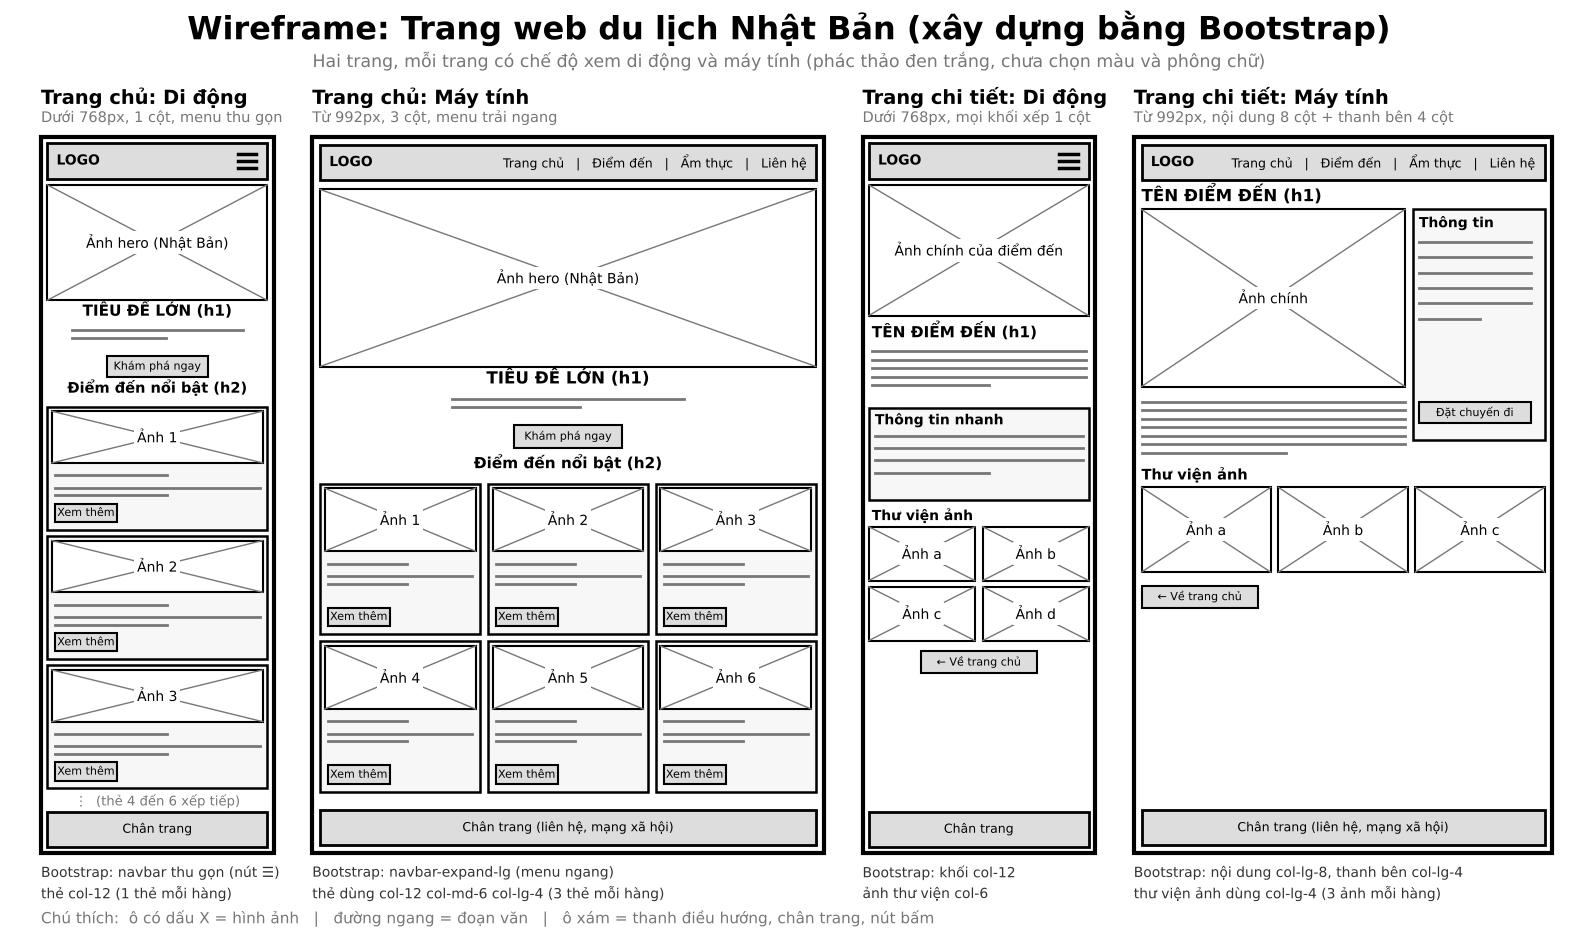 Wireframe: Trang web du lịch Nhật Bản (xây dựng bằng Bootstrap)
Hai trang, mỗi trang có chế độ xem di động và máy tính (phác thảo đen trắng, chưa chọn màu và phông chữ)
Trang chủ: Di động
Dưới 768px, 1 cột, menu thu gọn
LOGO
Ảnh hero (Nhật Bản)
TIÊU ĐỀ LỚN (h1)
Khám phá ngay
Điểm đến nổi bật (h2)
Ảnh 1
Xem thêm
Ảnh 2
Xem thêm
Ảnh 3
Xem thêm
⋮ (thẻ 4 đến 6 xếp tiếp)
Chân trang
Bootstrap: navbar thu gọn (nút ☰)
thẻ col-12 (1 thẻ mỗi hàng)
Trang chủ: Máy tính
Từ 992px, 3 cột, menu trải ngang
LOGO
Trang chủ | Điểm đến | Ẩm thực | Liên hệ
Ảnh hero (Nhật Bản)
TIÊU ĐỀ LỚN (h1)
Khám phá ngay
Điểm đến nổi bật (h2)
Ảnh 1
Ảnh 2
Ảnh 3
Xem thêm
Xem thêm
Xem thêm
Ảnh 4
Ảnh 5
Ảnh 6
Xem thêm
Xem thêm
Xem thêm
Chân trang (liên hệ, mạng xã hội)
Bootstrap: navbar-expand-lg (menu ngang)
thẻ dùng col-12 col-md-6 col-lg-4 (3 thẻ mỗi hàng)
Trang chi tiết: Di động
Dưới 768px, mọi khối xếp 1 cột
LOGO
Ảnh chính của điểm đến
TÊN ĐIỂM ĐẾN (h1)
Thông tin nhanh
Thư viện ảnh
Ảnh a
Ảnh b
Ảnh c
Ảnh d
← Về trang chủ
Chân trang
Bootstrap: khối col-12
ảnh thư viện col-6
Trang chi tiết: Máy tính
Từ 992px, nội dung 8 cột + thanh bên 4 cột
LOGO
Trang chủ | Điểm đến | Ẩm thực | Liên hệ
TÊN ĐIỂM ĐẾN (h1)
Ảnh chính
Thông tin
Đặt chuyến đi
Thư viện ảnh
Ảnh a
Ảnh b
Ảnh c
← Về trang chủ
Chân trang (liên hệ, mạng xã hội)
Bootstrap: nội dung col-lg-8, thanh bên col-lg-4
thư viện ảnh dùng col-lg-4 (3 ảnh mỗi hàng)
Chú thích: ô có dấu X = hình ảnh | đường ngang = đoạn văn | ô xám = thanh điều hướng, chân trang, nút bấm